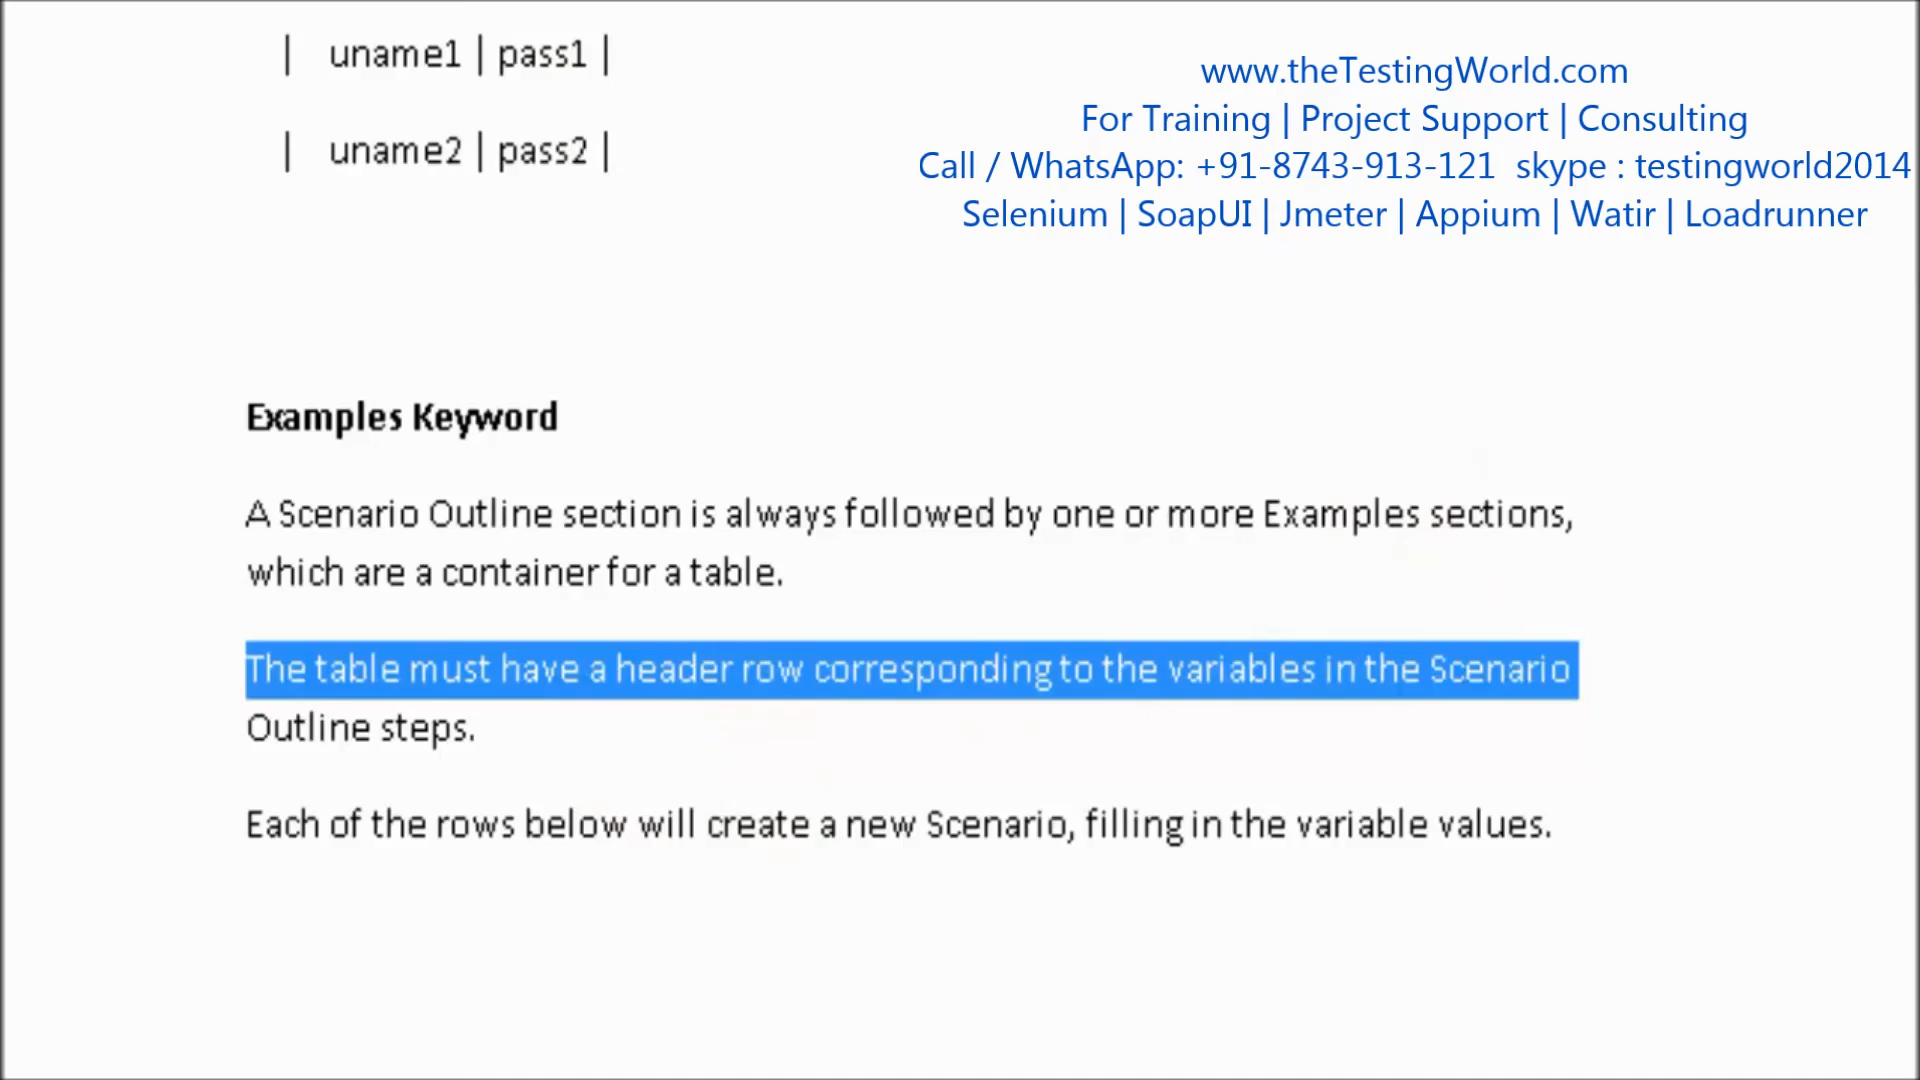 | uname1 | pass1 |
| uname2 | pass2 |
www.theTestingWorld.com
For Training | Project Support | Consulting
Call / WhatsApp: +91-8743-913-121 skype : testingworld2014
Selenium | SoapUI | Jmeter | Appium | Watir | Loadrunner
Examples Keyword
A Scenario Outline section is always followed by one or more Examples sections,
which are a container for a table.
The table must have a header row corresponding to the variables in the Scenario
Outline steps.
Each of the rows below will create a new Scenario, filling in the variable values.